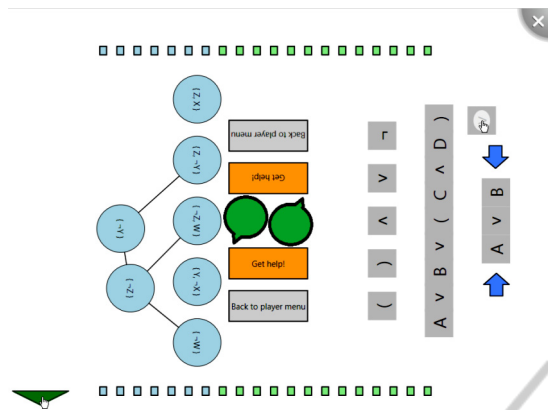 ( Z, X )
( Z, ¬Y )
( ¬Y )
( ¬Z, W )
( ¬Z )
( Y, ¬X )
( ¬W )
Back to player menu
Get help!
Get help!
Back to player menu
¬
∨
∧
)
(
A ∨ B ∨ ( C ∧ D )
A ∨ B